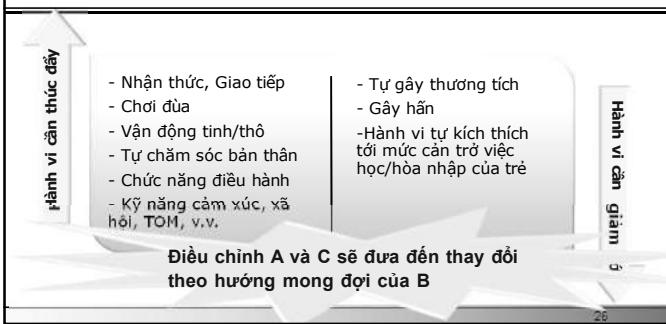 Hành vi cần thúc đẩy
- Nhận thức, Giao tiếp
- Chơi đùa
- Vận động tinh/thô
- Tự chăm sóc bản thân
- Chức năng điều hành
- Kỹ năng cảm xúc, xã
hội, TOM, v.v.
- Tự gây thương tích
- Gây hấn
-Hành vi tự kích thích
tới mức cản trở việc
học/hòa nhập của trẻ
Hành vi cần giảm
Điều chỉnh A và C sẽ đưa đến thay đổi
theo hướng mong đợi của B
26